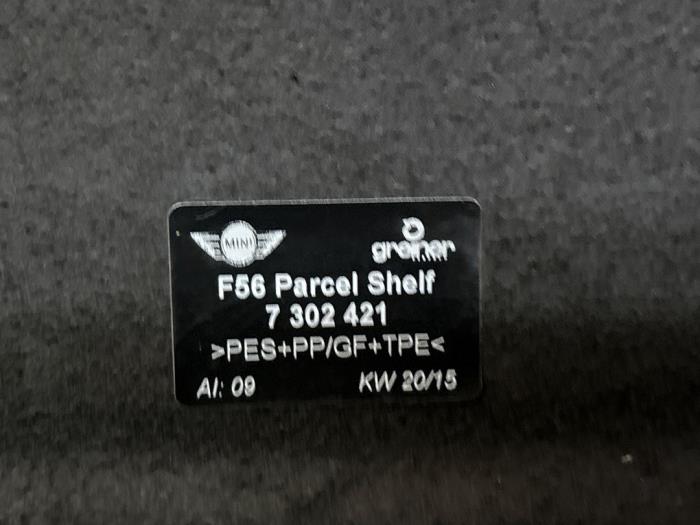 MINI
greiner
F56 Parcel Shelf
7 302 421
>PES+PP/GF+TPE<
AI: 09 KW 20/15